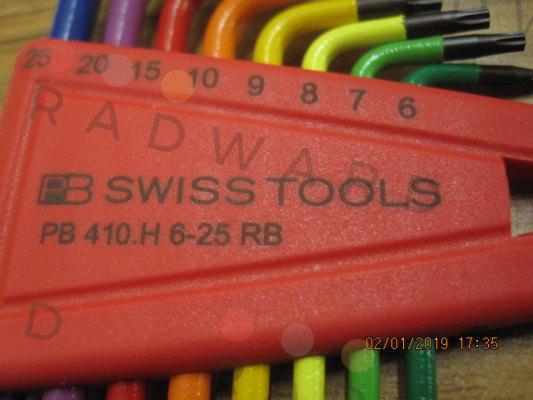 25 20 15 10 9 8 7 6
RADWAR
D
PB SWISS TOOLS
PB 410.H 6-25 RB
D
02/01/2019 17:35